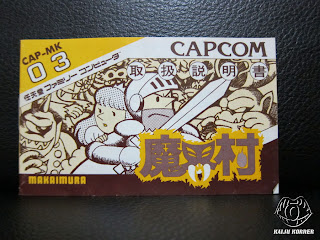 CAP-MK
03
任天堂 ファミリーコンピュータ
CAPCOM
取扱説明書
魔界村
MAKAIMURA
KAIJU KORNER